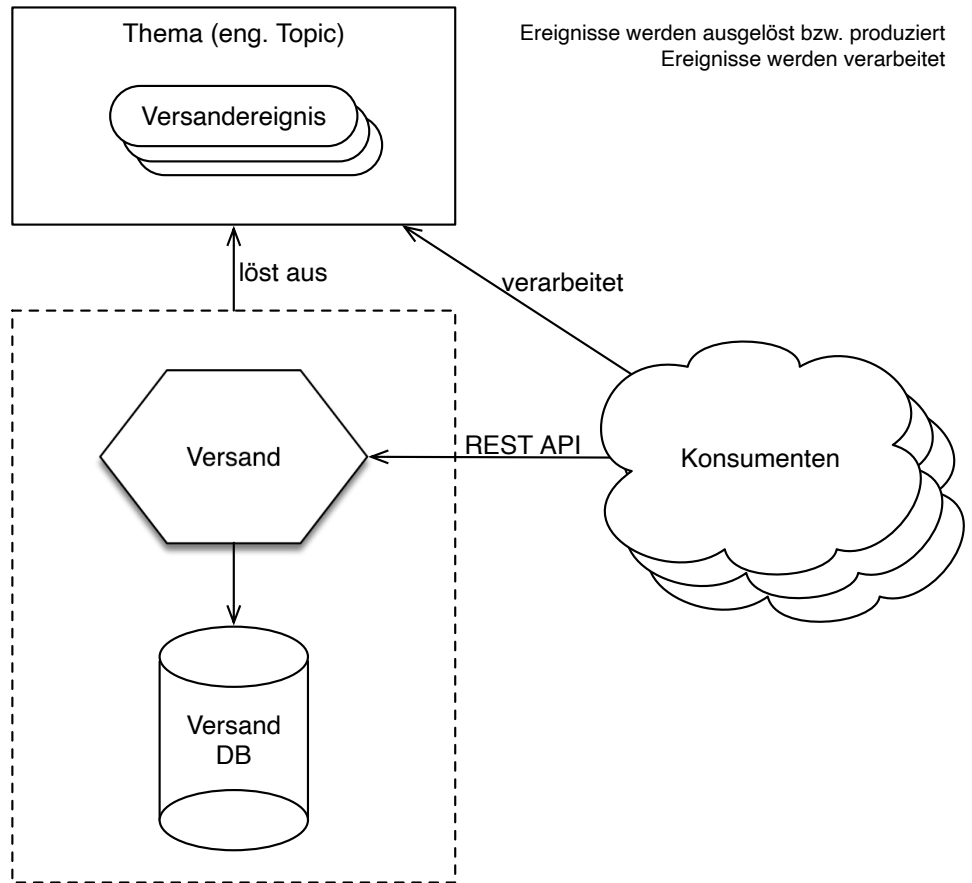 Thema (eng. Topic)
Ereignisse werden ausgelöst bzw. produziert
Ereignisse werden verarbeitet
Versandereignis
löst aus
verarbeitet
Versand
REST API
Konsumenten
Versand
DB